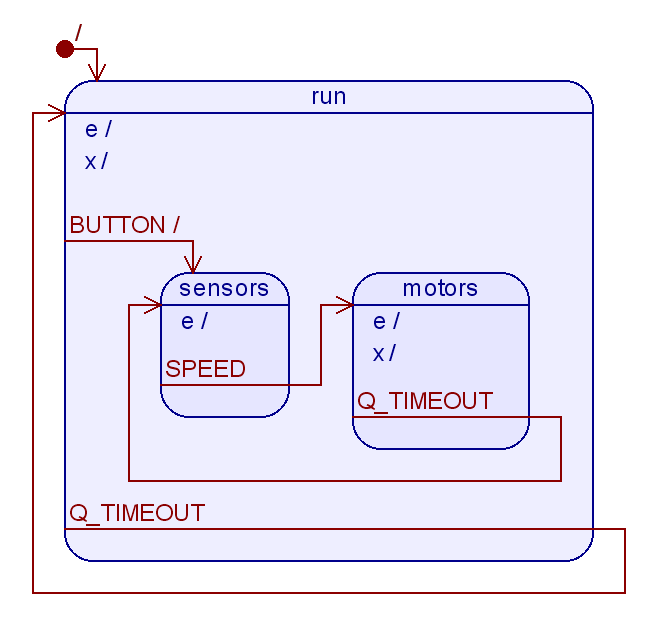 /
run
e /
x /
BUTTON /
sensors
motors
e /
e /
x /
SPEED
Q_TIMEOUT
Q_TIMEOUT